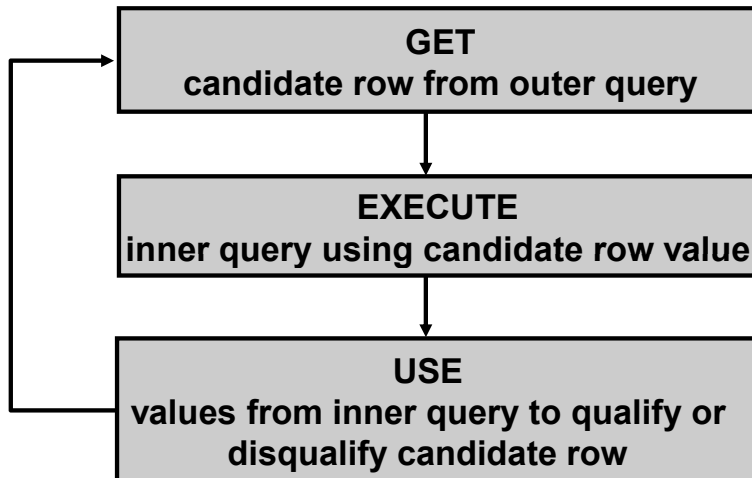 GET
candidate row from outer query
EXECUTE
inner query using candidate row value
USE
values from inner query to qualify or
disqualify candidate row